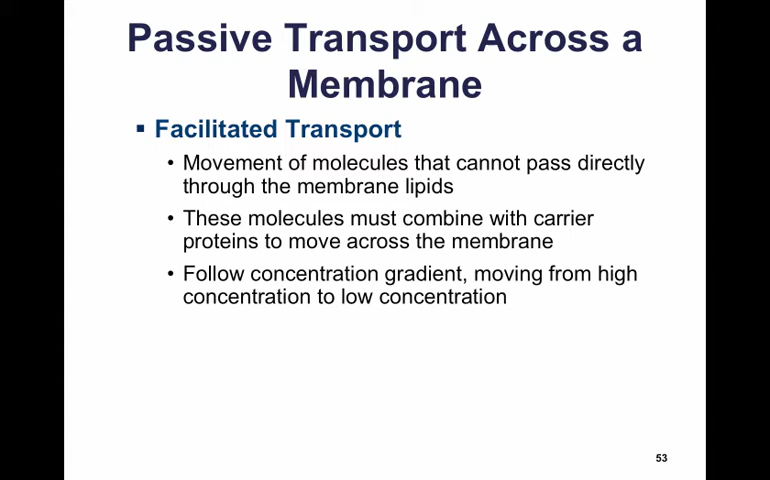 Passive Transport Across a
Membrane
▪ Facilitated Transport
• Movement of molecules that cannot pass directly
through the membrane lipids
• These molecules must combine with carrier
proteins to move across the membrane
• Follow concentration gradient, moving from high
concentration to low concentration
53